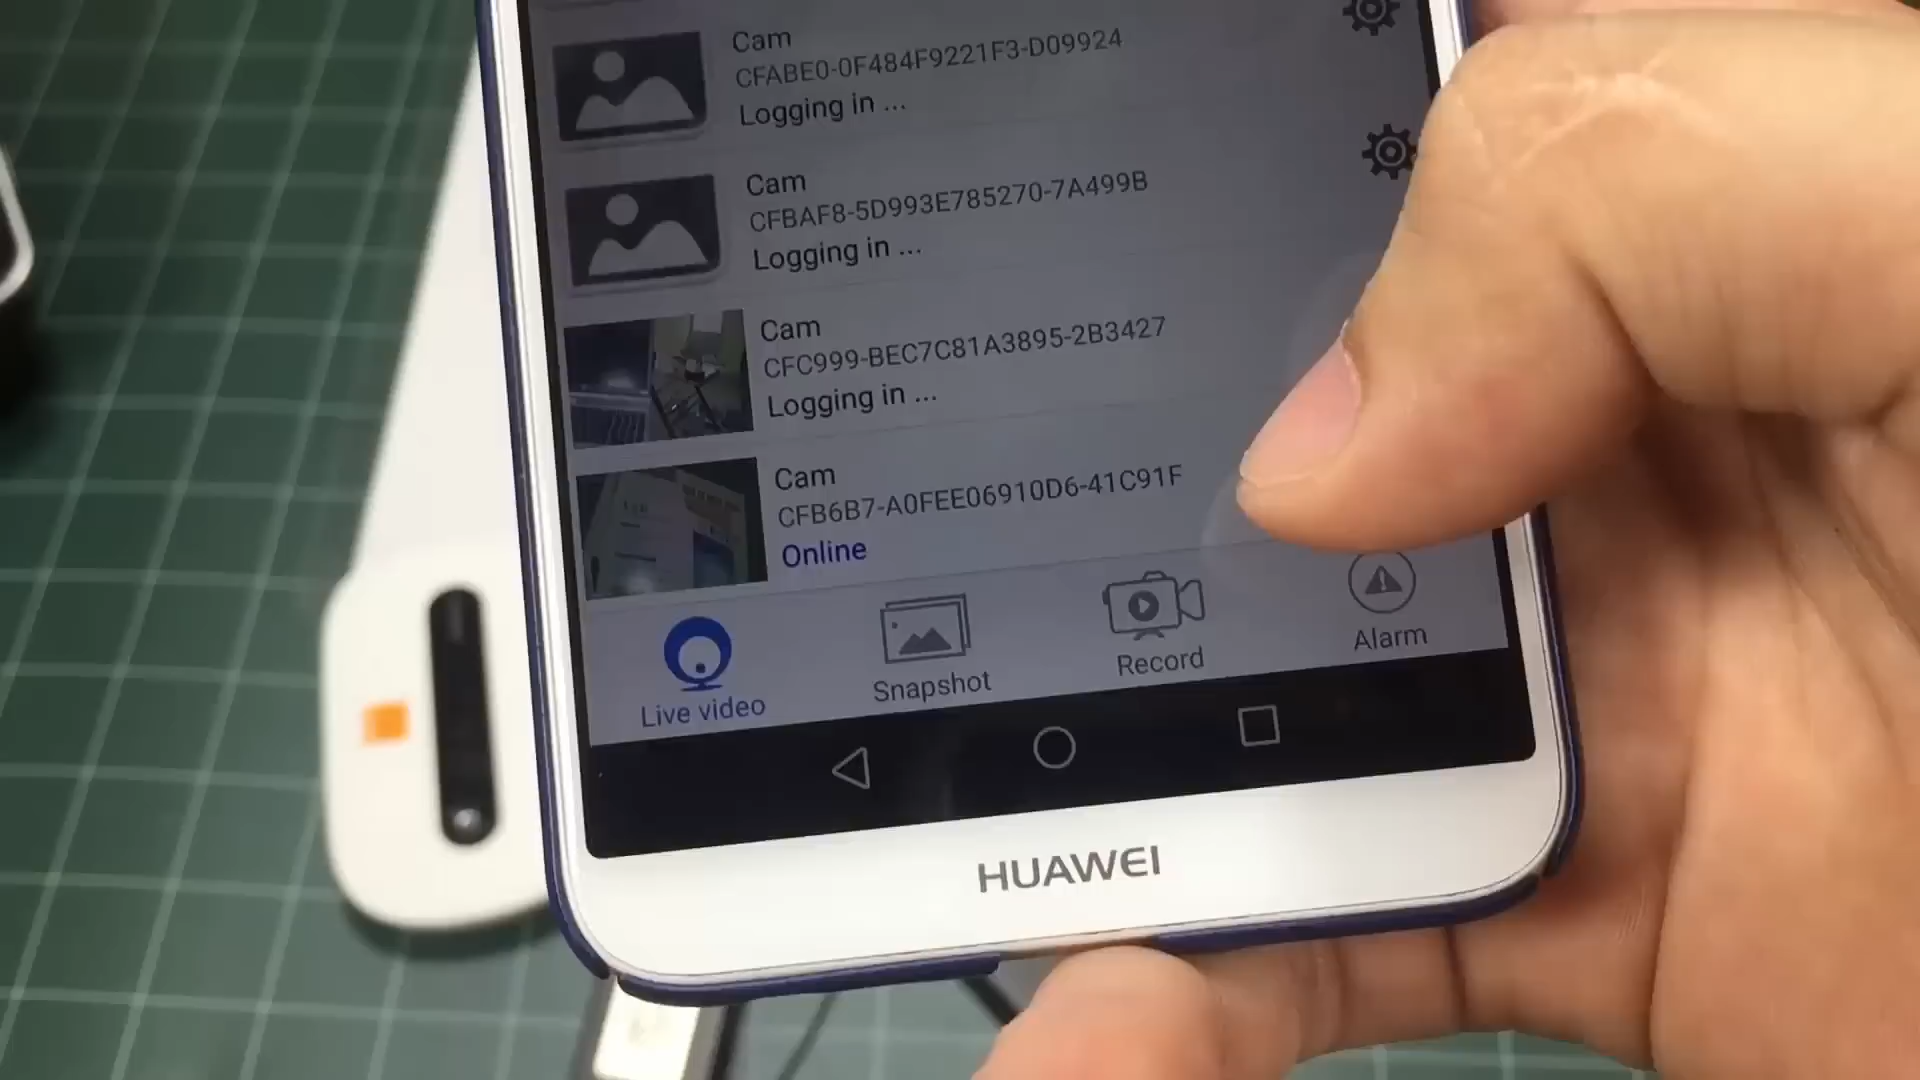 Cam
CFABE0-0F484F9221F3-D09924
Logging in ...
Cam
CFBAF8-5D993E785270-7A499B
Logging in ...
Cam
CFC999-BEC7C81A3895-2B3427
Logging in ...
Cam
CFB6B7-A0FEE06910D6-41C91F
Online
Live video
Snapshot
Record
Alarm
HUAWEI